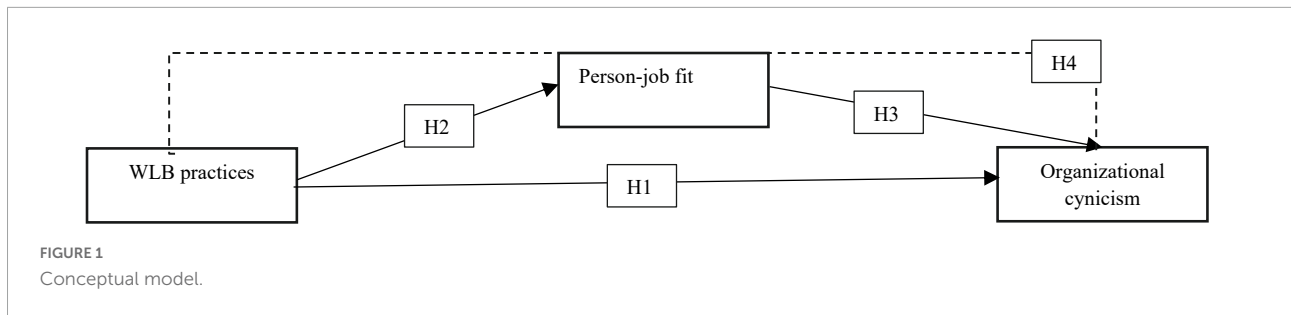 H4
Person-job fit
H3
H2
WLB practices
Organizational
cynicism
H1
FIGURE 1
Conceptual model.